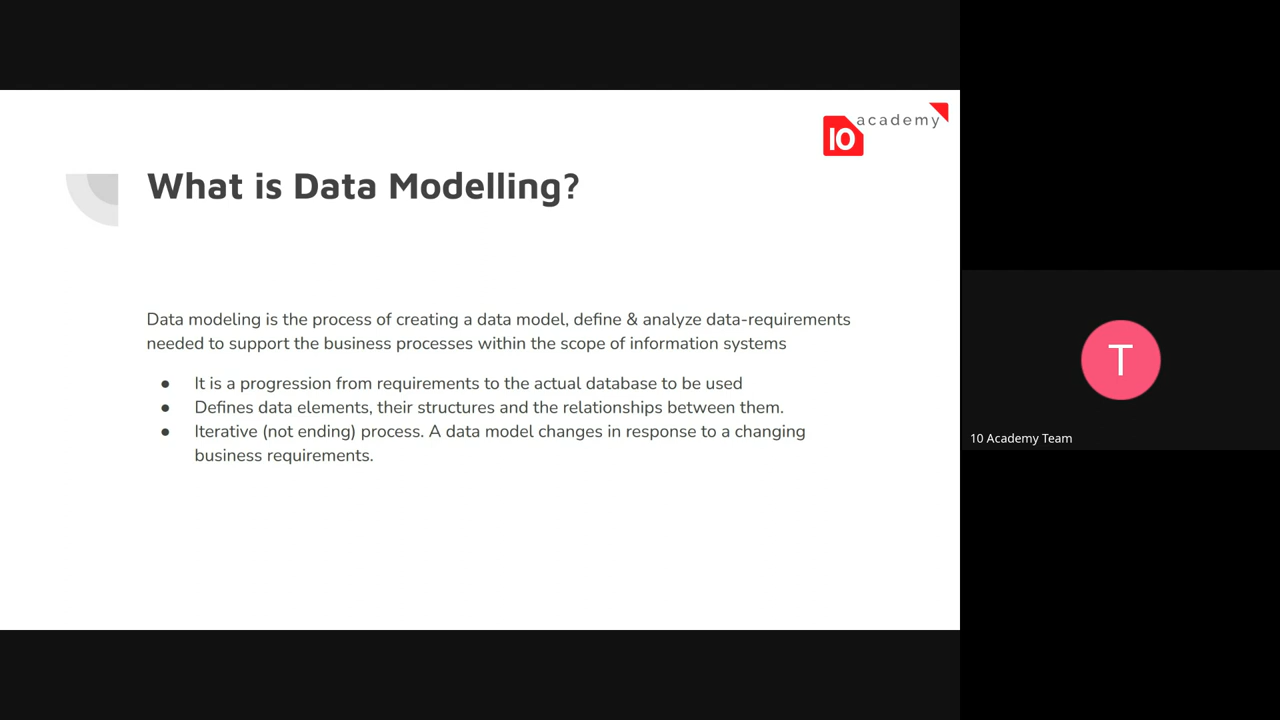 10 academy
What is Data Modelling?
Data modeling is the process of creating a data model, define & analyze data-requirements
needed to support the business processes within the scope of information systems
● It is a progression from requirements to the actual database to be used
● Defines data elements, their structures and the relationships between them.
● Iterative (not ending) process. A data model changes in response to a changing
business requirements.
T
10 Academy Team